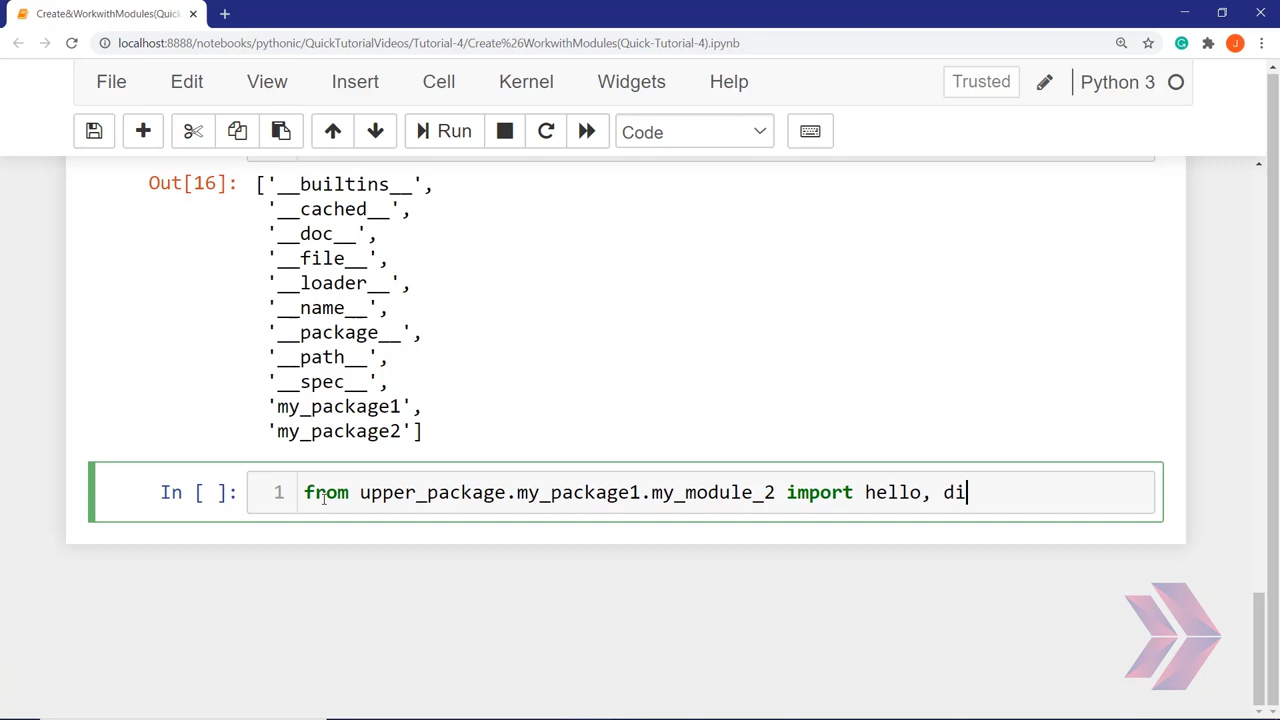 Create&WorkwithModules(Quick
localhost:8888/notebooks/pythonic/QuickTutorialVideos/Tutorial-4/Create%26WorkwithModules(Quick-Tutorial-4).ipynb
J
File Edit View Insert Cell Kernel Widgets Help Trusted Python 3
Run Code
Out[16]: ['__builtins__',
'__cached__',
'__doc__',
'__file__',
'__loader__',
'__name__',
'__package__',
'__path__',
'__spec__',
'my_package1',
'my_package2']
In [ ]: 1 from upper_package.my_package1.my_module_2 import hello, di